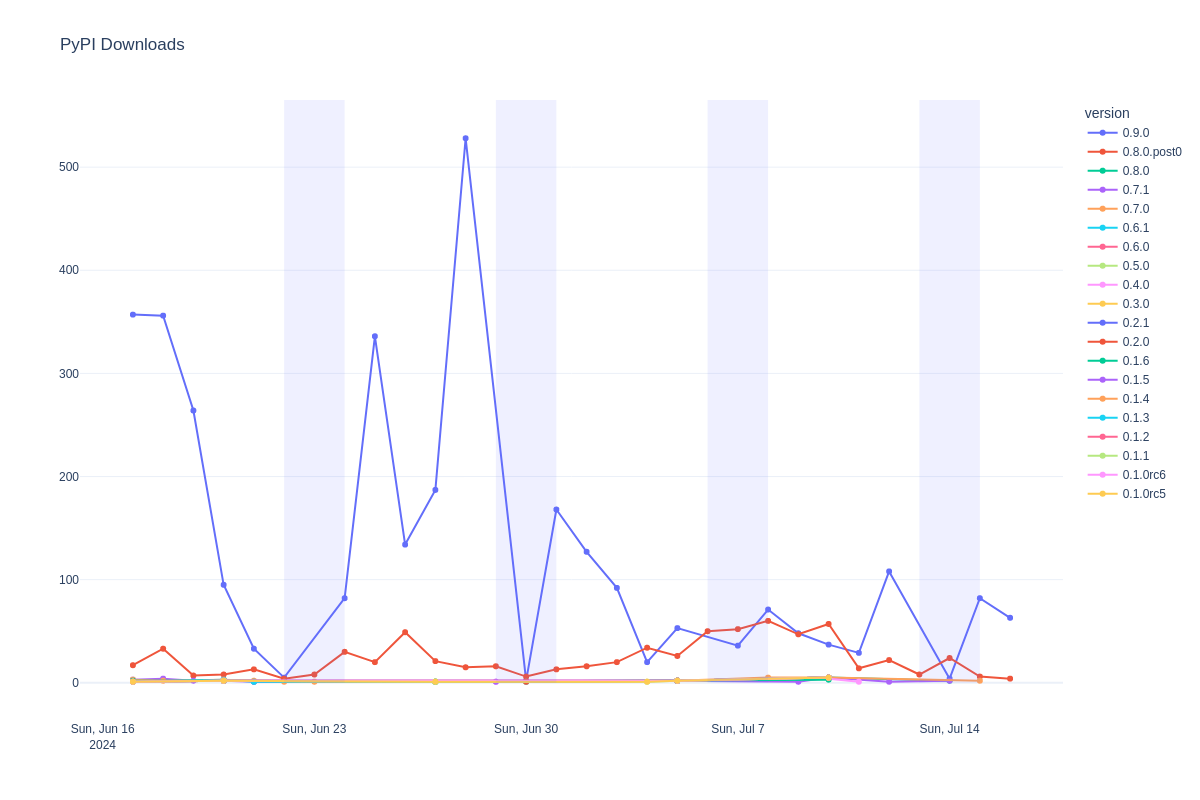 PyPI Downloads
500
400
300
200
100
0
Sun, Jun 16
2024
Sun, Jun 23
Sun, Jun 30
Sun, Jul 7
Sun, Jul 14
version
0.9.0
0.8.0.post0
0.8.0
0.7.1
0.7.0
0.6.1
0.6.0
0.5.0
0.4.0
0.3.0
0.2.1
0.2.0
0.1.6
0.1.5
0.1.4
0.1.3
0.1.2
0.1.1
0.1.0rc6
0.1.0rc5